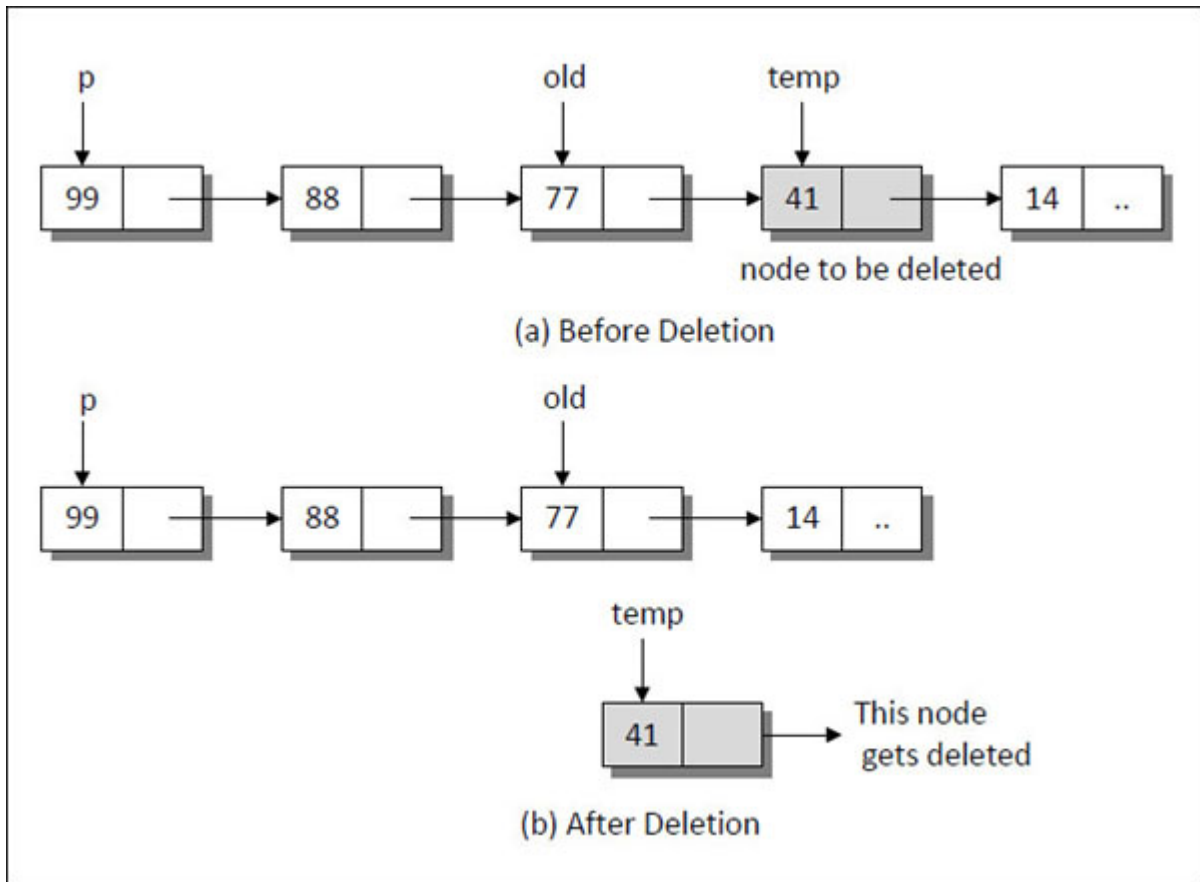 p old temp
99 88 77 41 14 ..
node to be deleted
(a) Before Deletion
p old
99 88 77 14 ..
temp
41 This node
gets deleted
(b) After Deletion